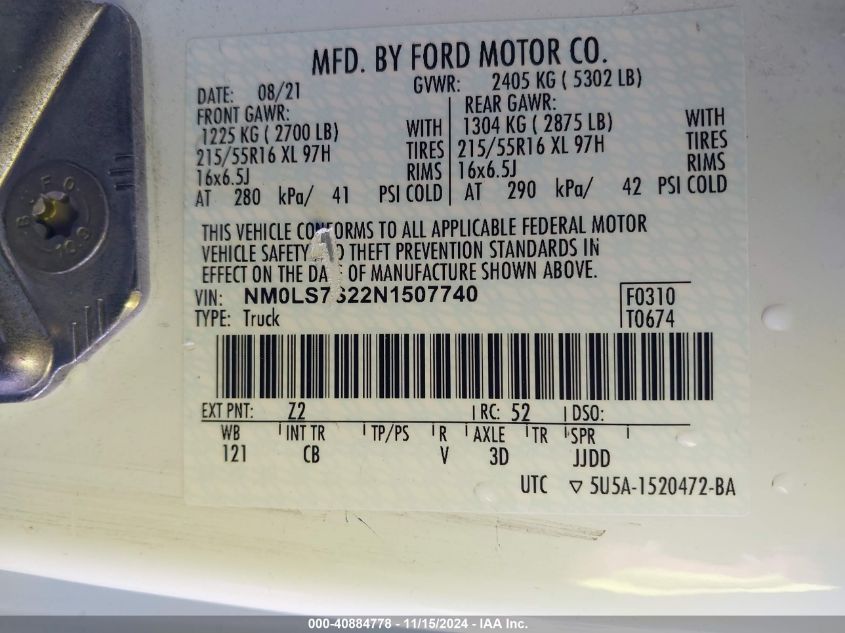 MFD. BY FORD MOTOR CO.
DATE: 08/21 GVWR: 2405 KG ( 5302 LB)
FRONT GAWR: REAR GAWR:
1225 KG ( 2700 LB) WITH 1304 KG ( 2875 LB) WITH
215/55R16 XL 97H TIRES 215/55R16 XL 97H TIRES
16x6.5J RIMS 16x6.5J RIMS
AT 280 kPa/ 41 PSI COLD AT 290 kPa/ 42 PSI COLD
THIS VEHICLE CONFORMS TO ALL APPLICABLE FEDERAL MOTOR
VEHICLE SAFETY THEFT PREVENTION STANDARDS IN
EFFECT ON THE OF MANUFACTURE SHOWN ABOVE.
VIN: NM0LS7S22N1507740 F0310
TYPE: Truck T0674
EXT PNT: Z2 RC: 52 DSO:
WB INT TR TP/PS R AXLE TR SPR
121 CB V 3D JJDD
UTC ▽ 5U5A-1520472-BA
BFO
10.9
000-40884778 - 11/15/2024 - IAA Inc.